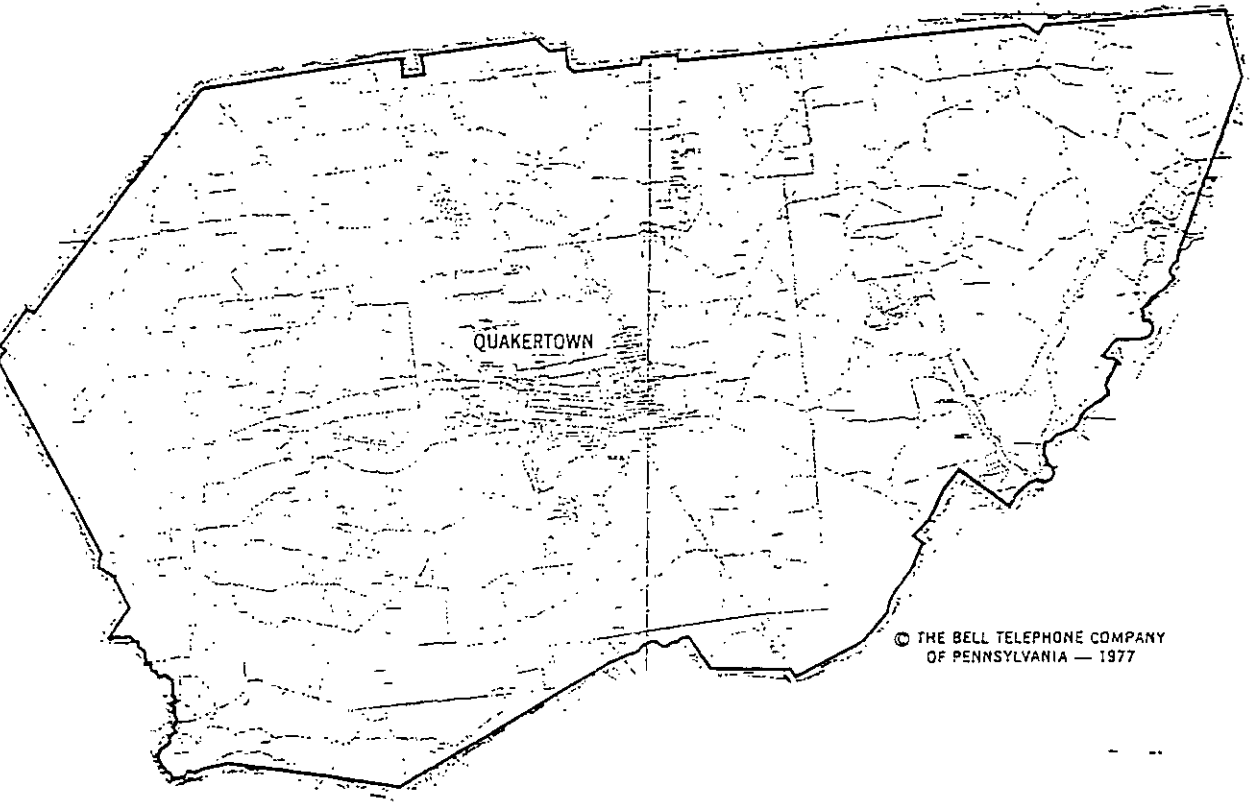 QUAKERTOWN
© THE BELL TELEPHONE COMPANY
OF PENNSYLVANIA — 1977